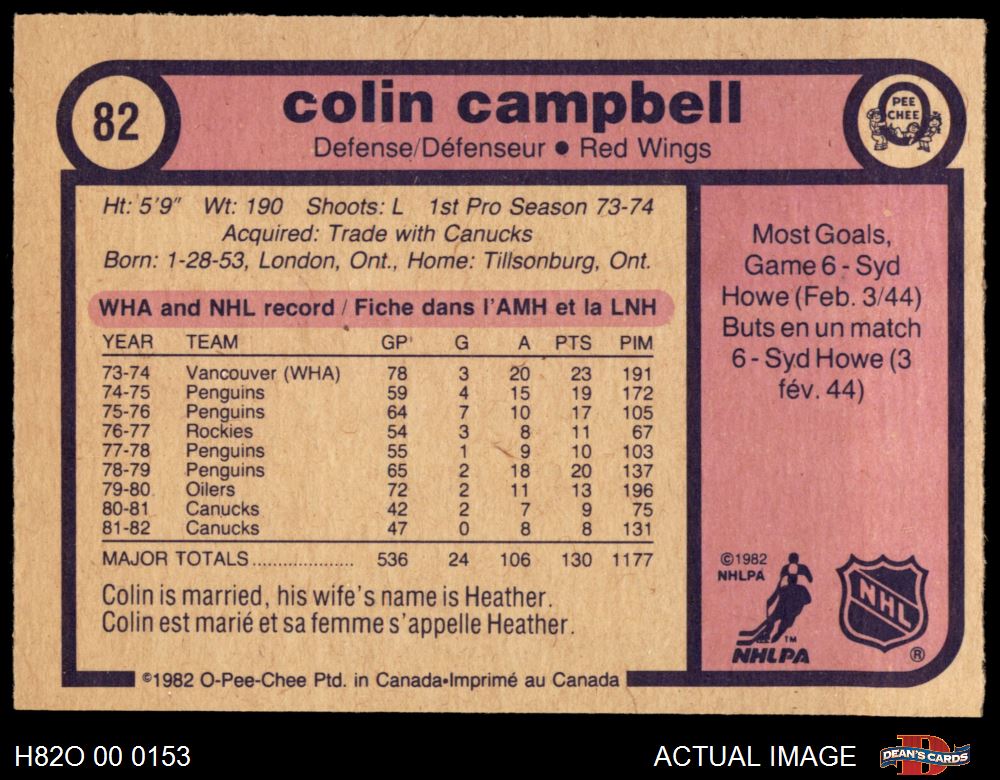 82
colin campbell
PEE
CHEE
Defense/Défenseur ● Red Wings
Ht: 5'9" Wt: 190 Shoots: L 1st Pro Season 73-74
Acquired: Trade with Canucks
Born: 1-28-53, London, Ont., Home: Tillsonburg, Ont.
WHA and NHL record / Fiche dans l'AMH et la LNH
YEAR TEAM GP G A PTS PIM
73-74 Vancouver (WHA) 78 3 20 23 191
74-75 Penguins 59 4 15 19 172
75-76 Penguins 64 7 10 17 105
76-77 Rockies 54 3 8 11 67
77-78 Penguins 55 1 9 10 103
78-79 Penguins 65 2 18 20 137
79-80 Oilers 72 2 11 13 196
80-81 Canucks 42 2 7 9 75
81-82 Canucks 47 0 8 8 131
MAJOR TOTALS.................... 536 24 106 130 1177
Colin is married, his wife's name is Heather.
Colin est marié et sa femme s'appelle Heather.
Most Goals,
Game 6 - Syd
Howe (Feb. 3/44)
Buts en un match
6 - Syd Howe (3
fév. 44)
©1982
NHLPA
TM
NHLPA
NHL
®
©1982 O-Pee-Chee Ptd. in Canada•Imprimé au Canada
H82O 00 0153
ACTUAL IMAGE
D
DEAN'S CARDS